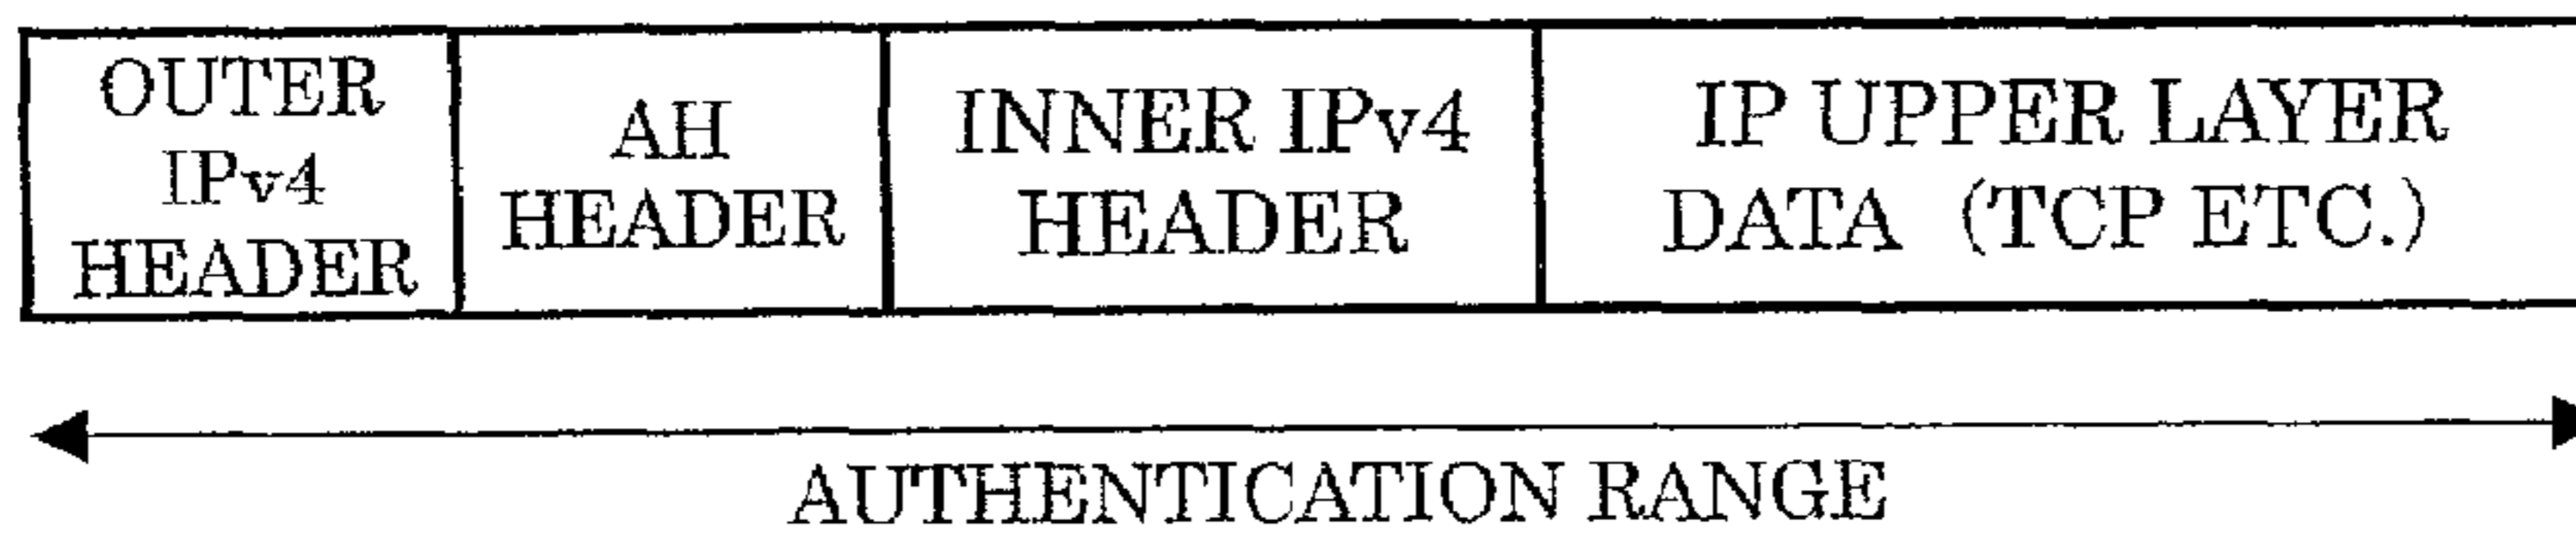 OUTER
IPv4
HEADER
AH
HEADER
INNER IPv4
HEADER
IP UPPER LAYER
DATA (TCP ETC.)
AUTHENTICATION RANGE